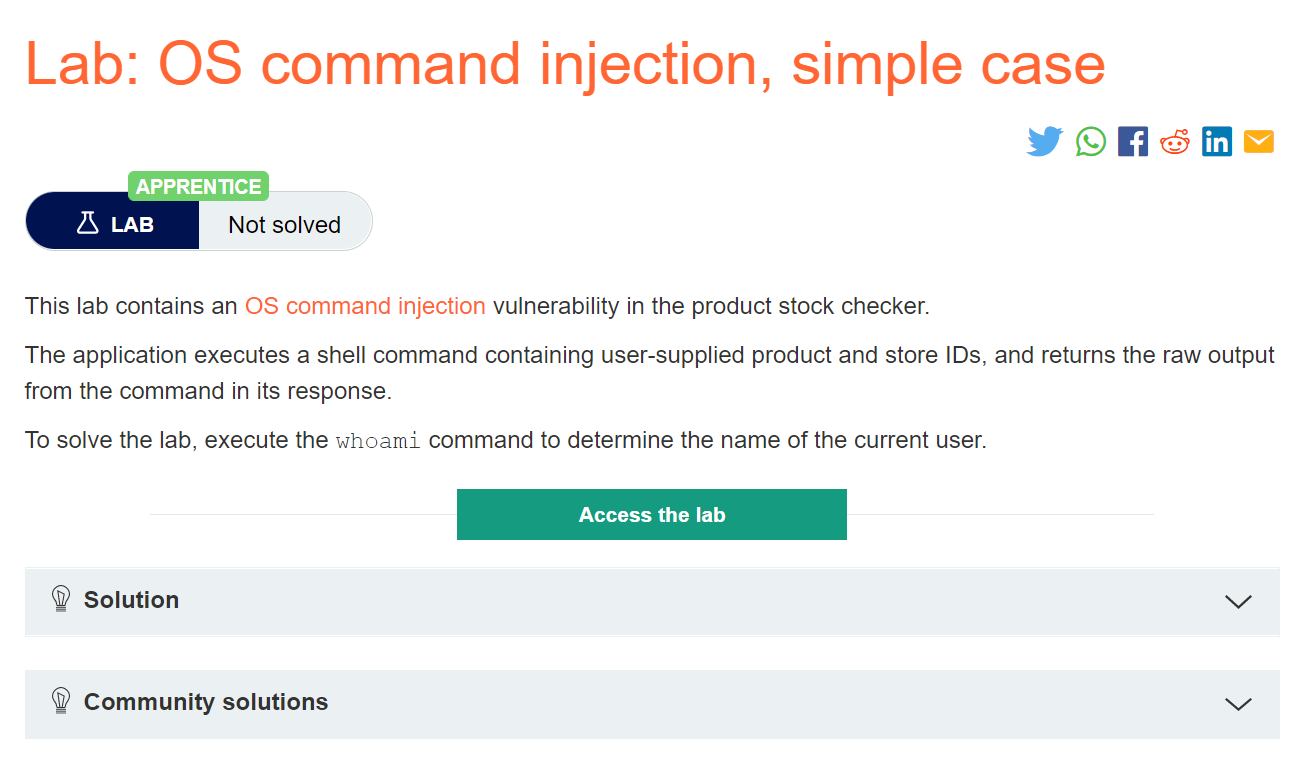 Lab: OS command injection, simple case
APPRENTICE
LAB
Not solved
This lab contains an OS command injection vulnerability in the product stock checker.
The application executes a shell command containing user-supplied product and store IDs, and returns the raw output
from the command in its response.
To solve the lab, execute the whoami command to determine the name of the current user.
Access the lab
Solution
Community solutions